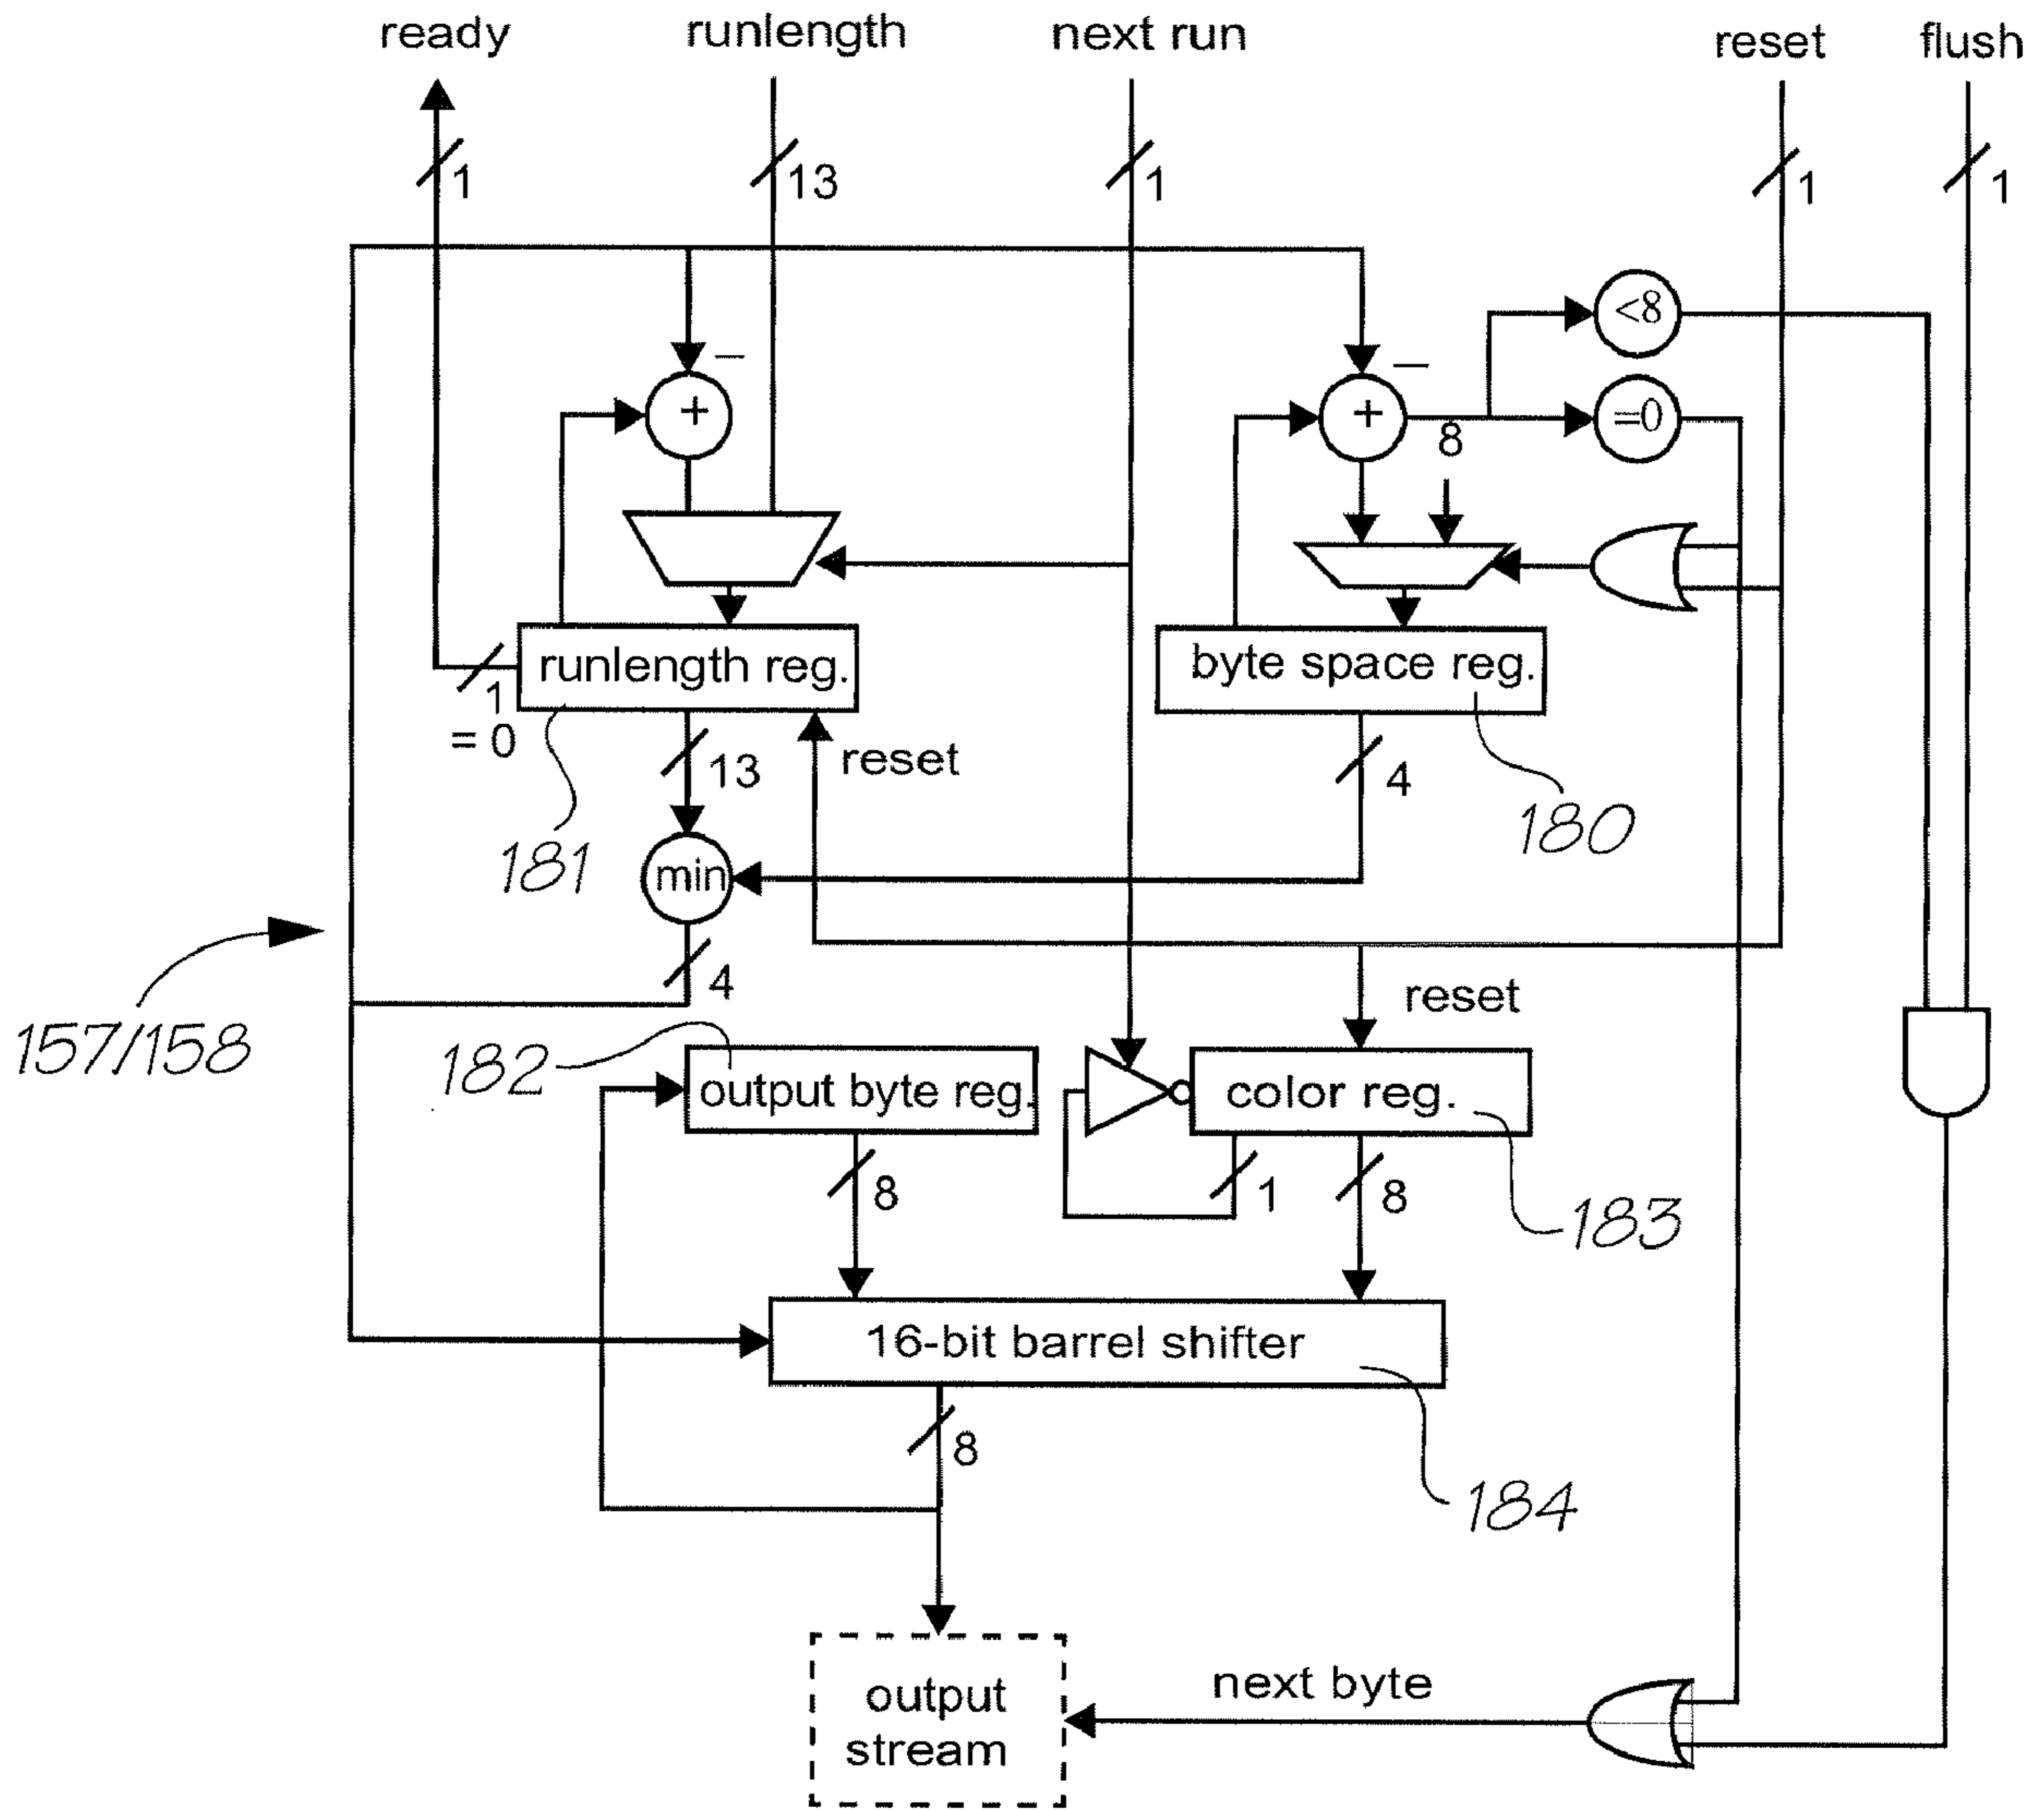 ready
runlength
next run
reset
flush
1
13
1
1
1
<8
–
–
+
+
=0
8
runlength reg.
byte space reg.
1
= 0
13
reset
4
180
181
min
4
reset
157/158
182
output byte reg.
color reg.
8
1
8
183
16-bit barrel shifter
8
184
next byte
output
stream